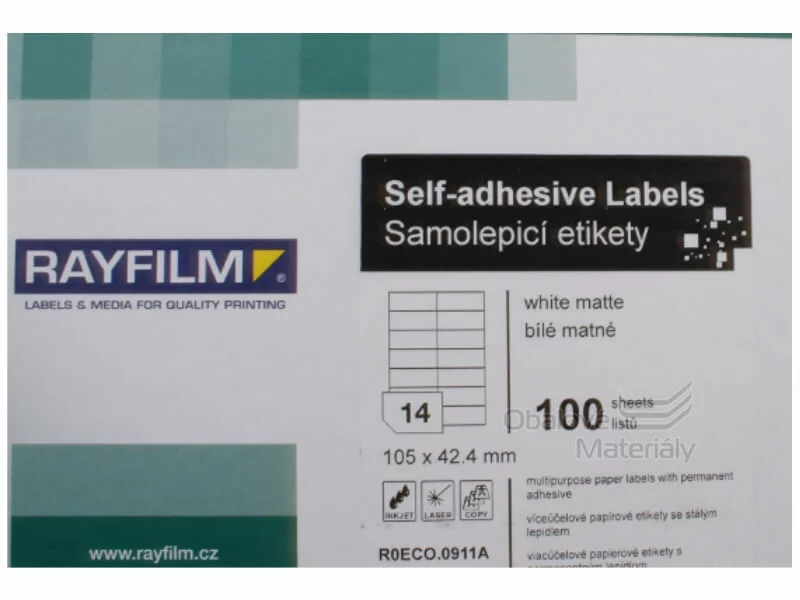 Self-adhesive Labels
Samolepicí etikety
RAYFILM®
LABELS & MEDIA FOR QUALITY PRINTING
white matte
bílé matné
14
100 sheets
listů
Obalové
Materiály
105 x 42.4 mm
INKJET LASER COPY
multipurpose paper labels with permanent
adhesive
víceúčelové papírové etikety se stálým
lepidlem
R0ECO.0911A
viacúčelové papierové etikety s
permanentným lepidlom
www.rayfilm.cz